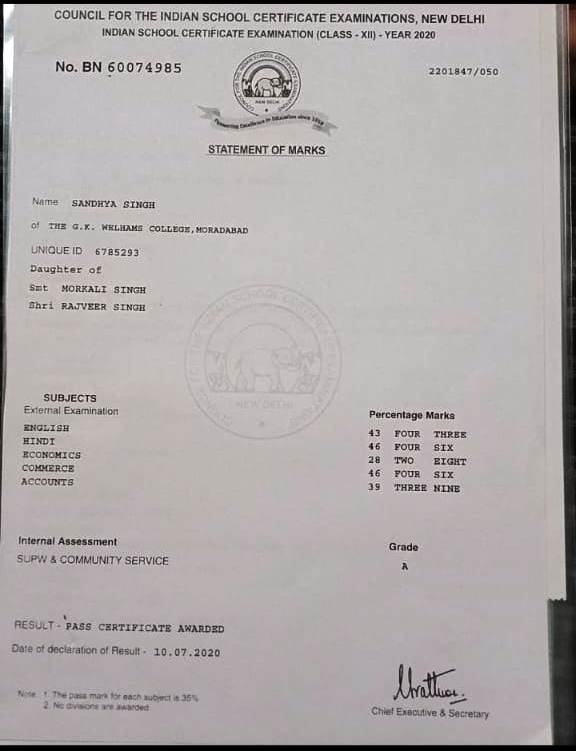 COUNCIL FOR THE INDIAN SCHOOL CERTIFICATE EXAMINATIONS, NEW DELHI
INDIAN SCHOOL CERTIFICATE EXAMINATION (CLASS - XII) - YEAR 2020
No. BN 60074985
2201847/050
NEW DELHI
STATEMENT OF MARKS
Name SANDHYA SINGH
of THE G.K. WELHAMS COLLEGE, MORADABAD
UNIQUE ID 6785293
Daughter of
Smt MORKALI SINGH
Shri RAJVEER SINGH
NEW DELHI
SUBJECTS
External Examination Percentage Marks
ENGLISH 43 FOUR THREE
HINDI 46 FOUR SIX
ECONOMICS 28 TWO EIGHT
COMMERCE 46 FOUR SIX
ACCOUNTS 39 THREE NINE
Internal Assessment Grade
SUPW & COMMUNITY SERVICE A
RESULT - PASS CERTIFICATE AWARDED
Date of declaration of Result - 10.07.2020
Note: 1. The pass mark for each subject is 35%
2. No divisions are awarded
Chief Executive & Secretary